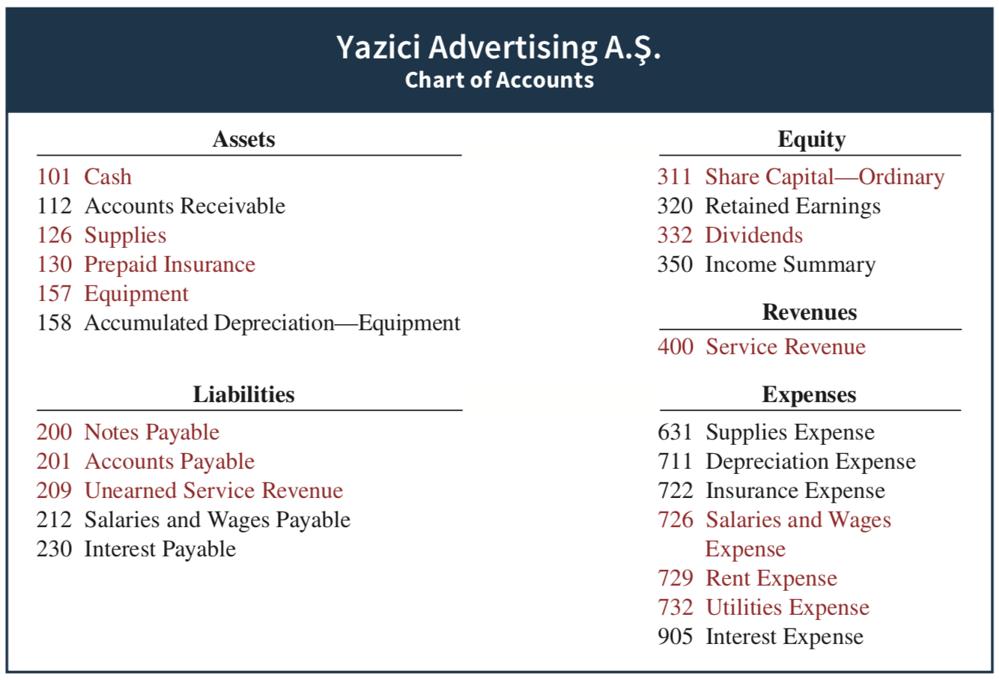 Yazici Advertising A.Ş.
Chart of Accounts
Assets
101 Cash
112 Accounts Receivable
126 Supplies
130 Prepaid Insurance
157 Equipment
158 Accumulated Depreciation—Equipment
Liabilities
200 Notes Payable
201 Accounts Payable
209 Unearned Service Revenue
212 Salaries and Wages Payable
230 Interest Payable
Equity
311 Share Capital—Ordinary
320 Retained Earnings
332 Dividends
350 Income Summary
Revenues
400 Service Revenue
Expenses
631 Supplies Expense
711 Depreciation Expense
722 Insurance Expense
726 Salaries and Wages
Expense
729 Rent Expense
732 Utilities Expense
905 Interest Expense